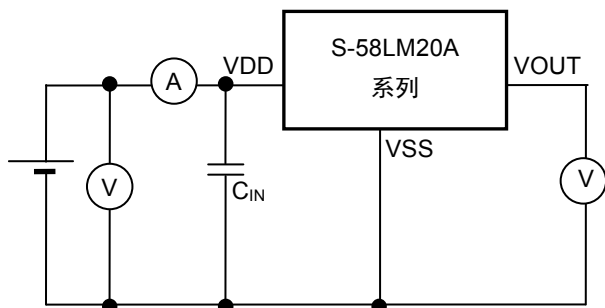 S-58LM20A
系列
A
VDD
VOUT
VSS
V
CIN
V